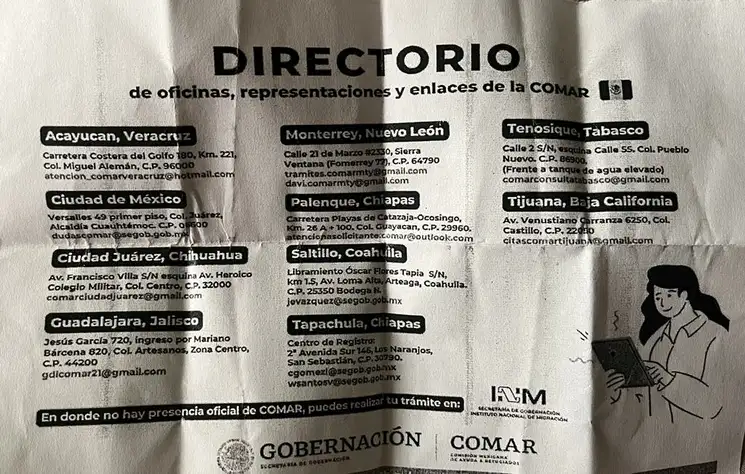 DIRECTORIO
de oficinas, representaciones y enlaces de la COMAR
Acayucan, Veracruz
Carretera Costera del Golfo 180, Km. 221,
Col. Miguel Alemán, C.P. 96000
atencion_comarveracruz@hotmail.com
Ciudad de México
Versalles 49 primer piso, Col. Juárez,
Alcaldía Cuauhtémoc. C.P. 06600
dudascomar@segob.gob.mx
Ciudad Juárez, Chihuahua
Av. Francisco Villa S/N esquina Av. Heroico
Colegio Militar, Col. Centro, C.P. 32000
comarciudadjuarez@gmail.com
Guadalajara, Jalisco
Jesús García 720, ingreso por Mariano
Bárcena 820, Col. Artesanos, Zona Centro,
C.P. 44200
gdlcomar21@gmail.com
Monterrey, Nuevo León
Calle 21 de Marzo Sierra
Ventana (Fomerrey 77), C.P. 64790
tramites.comarmty@gmail.com
davi.comarmty@gmail.com
Palenque, Chiapas
Carretera Playas de Catazaja-Ocosingo,
Km. 26 A + 100. Col. Guayacan, C.P. 29960.
atencionasolicitante.comar@outlook.com
Saltillo, Coahuila
Libramiento Óscar Flores Tapia S/N,
km 1.5, Av. Loma Alta, Arteaga, Coahuila.
C.P. 25350 Bodega
jevazquez@segob.gob.mx
Tapachula, Chiapas
Centro de Registro:
2ª Avenida Sur 146, Los Naranjos,
San Sebastián, C.P. 30790.
cgomezl@segob.gob.mx
wsantosv@segob.gob.mx
Tenosique, Tabasco
Calle 2 S/N, esquina Calle 55. Col. Pueblo
Nuevo. C.P. 86900.
(Frente a tanque de agua elevado)
comarconsultatabasco@gmail.com
Tijuana, Baja California
Av. Venustiano Carranza 6250, Col.
Castillo, C.P.
citascomartijuana@gmail.com
En donde no hay presencia oficial de COMAR, puedes realizar tu trámite en:
INM
SECRETARÍA DE GOBERNACIÓN
INSTITUTO NACIONAL DE MIGRACIÓN
GOBERNACIÓN
SECRETARÍA DE GOBERNACIÓN
COMAR
COMISIÓN MEXICANA
DE AYUDA A REFUGIADOS